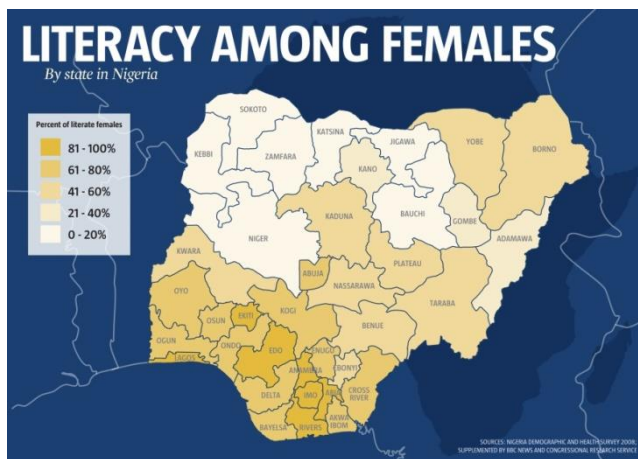 LITERACY AMONG FEMALES
By state in Nigeria
Percent of literate females
81 - 100%
61 - 80%
41 - 60%
21 - 40%
0 - 20%
SOKOTO
KEBBI
ZAMFARA
KATSINA
JIGAWA
KANO
YOBE
BORNO
NIGER
KADUNA
BAUCHI
GOMBE
ADAMAWA
KWARA
ABUJA
PLATEAU
NASSARAWA
TARABA
OYO
OSUN
EKITI
KOGI
BENUE
OGUN
ONDO
EDO
ENUGU
EBONYI
LAGOS
ANAMBRA
IMO
ABIA
CROSS
RIVER
DELTA
BAYELSA
RIVERS
AKWA
IBOM
SOURCES: NIGERIA DEMOGRAPHIC AND HEALTH SURVEY 2008;
SUPPLEMENTED BY BBC NEWS AND CONGRESSIONAL RESEARCH SERVICE